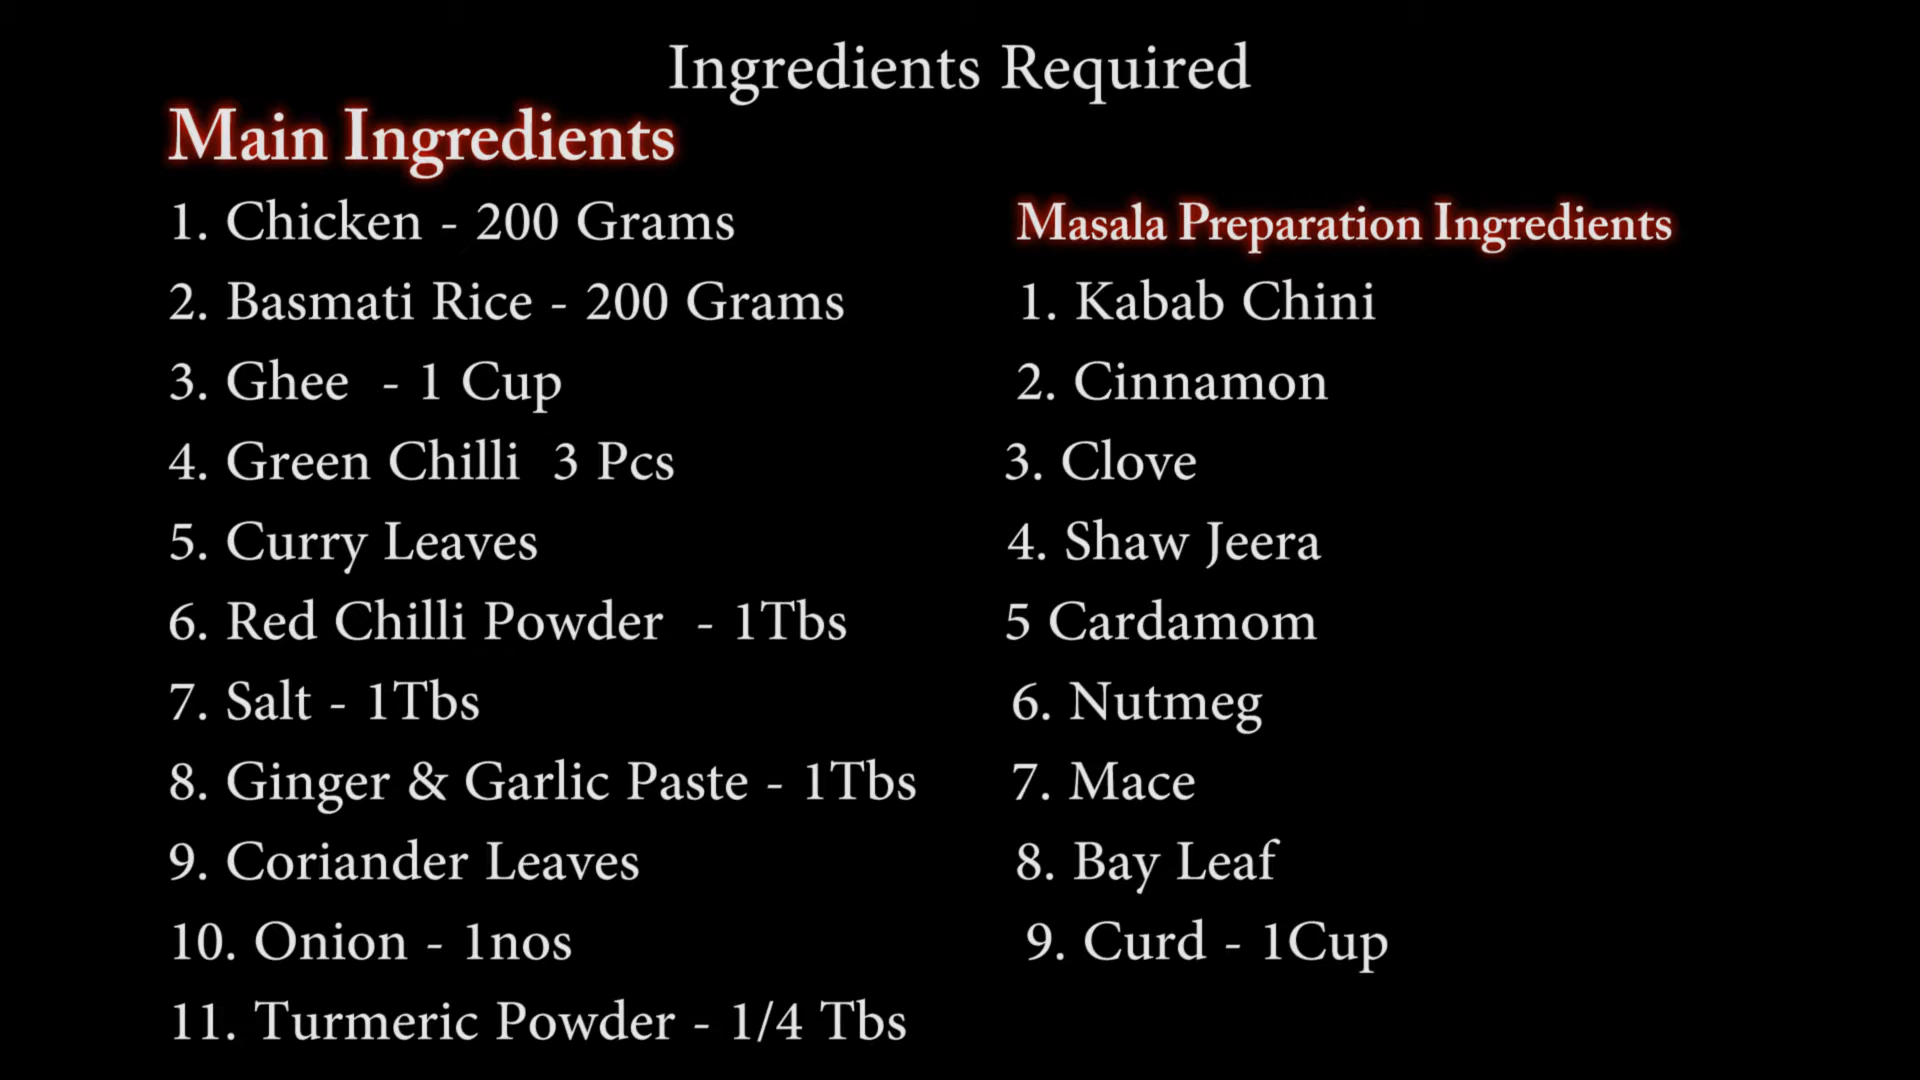 Ingredients Required
Main Ingredients
1. Chicken - 200 Grams
2. Basmati Rice - 200 Grams
3. Ghee  - 1 Cup
4. Green Chilli  3 Pcs
5. Curry Leaves
6. Red Chilli Powder  - 1Tbs
7. Salt - 1Tbs
8. Ginger & Garlic Paste - 1Tbs
9. Coriander Leaves
10. Onion - 1nos
11. Turmeric Powder - 1/4 Tbs
Masala Preparation Ingredients
1. Kabab Chini
2. Cinnamon
3. Clove
4. Shaw Jeera
5 Cardamom
6. Nutmeg
7. Mace
8. Bay Leaf
9. Curd - 1Cup